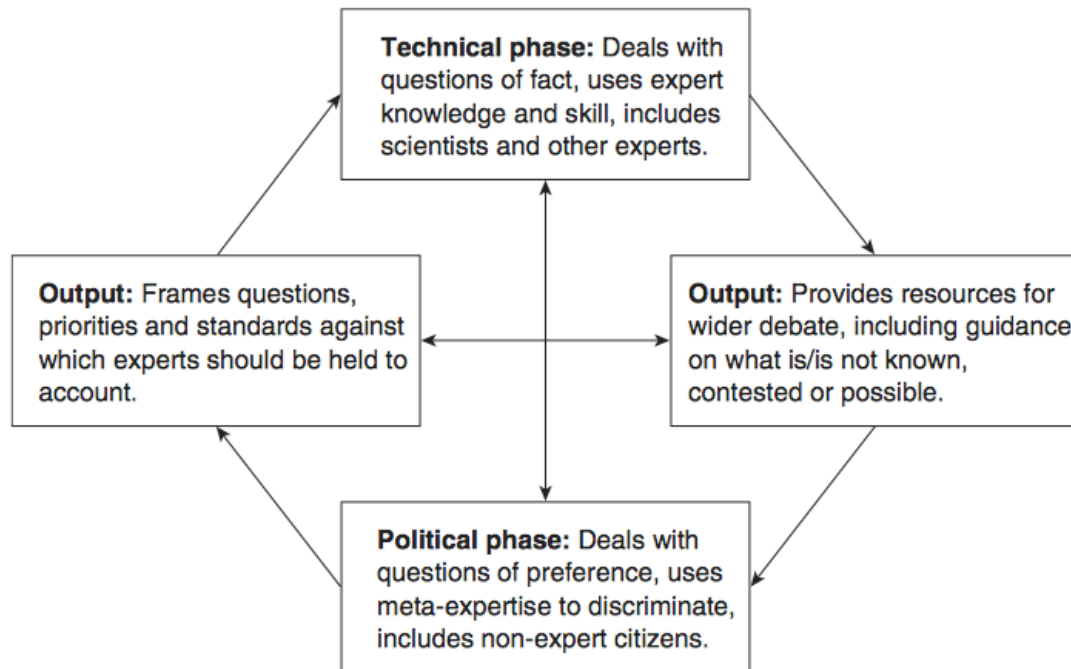 Technical phase: Deals with
questions of fact, uses expert
knowledge and skill, includes
scientists and other experts.
Output: Frames questions,
priorities and standards against
which experts should be held to
account.
Output: Provides resources for
wider debate, including guidance
on what is/is not known,
contested or possible.
Political phase: Deals with
questions of preference, uses
meta-expertise to discriminate,
includes non-expert citizens.